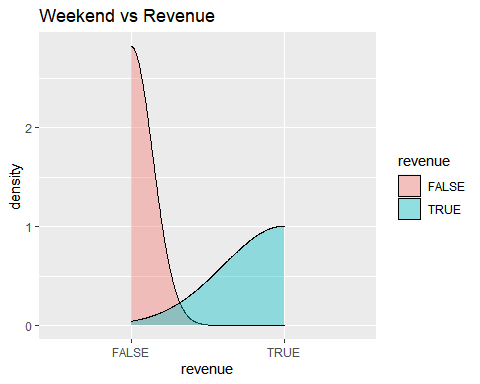 Weekend vs Revenue
density
2
1
0
FALSE TRUE
revenue
revenue
FALSE
TRUE